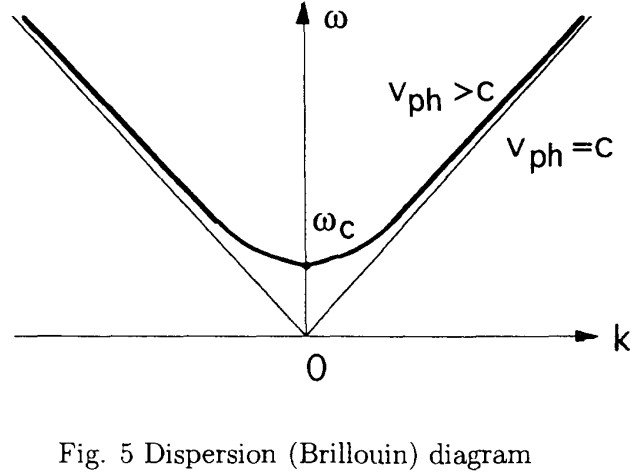 ω
v_ph >c
v_ph =c
ω_c
k
0
Fig. 5 Dispersion (Brillouin) diagram